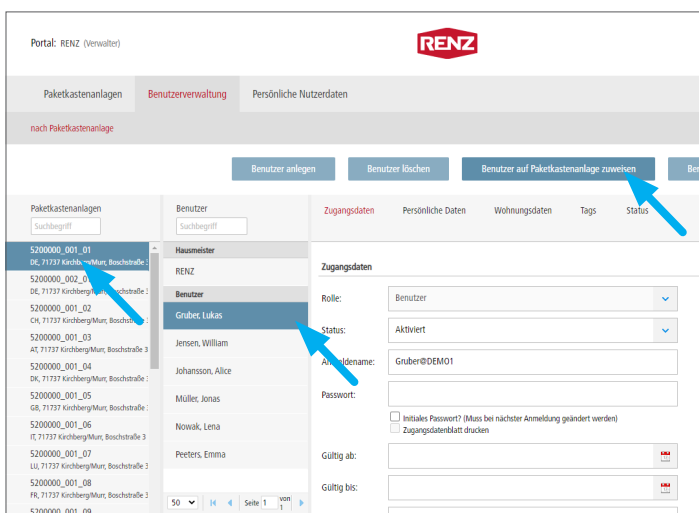 Portal: RENZ (Verwalter)
RENZ
Paketkastenanlagen Benutzerverwaltung Persönliche Nutzerdaten
nach Paketkastenanlage
Benutzer anlegen Benutzer löschen Benutzer auf Paketkastenanlage zuweisen
Paketkastenanlagen
Suchbegriff
5200000_001_01
DE, 71737 Kirchberg/Murr, Boschstraße
5200000_002_01
DE, 71737 Kirchberg/Murr, Boschstraße
5200000_001_02
CH, 71737 Kirchberg/Murr, Boschstraße 3
5200000_001_03
AT, 71737 Kirchberg/Murr, Boschstraße 3
5200000_001_04
DK, 71737 Kirchberg/Murr, Boschstraße
5200000_001_05
GB, 71737 Kirchberg/Murr, Boschstraße
5200000_001_06
IT, 71737 Kirchberg/Murr, Boschstraße 3
5200000_001_07
LU, 71737 Kirchberg/Murr, Boschstraße
5200000_001_08
FR, 71737 Kirchberg/Murr, Boschstraße
5200000_001_09
Benutzer
Suchbegriff
Hausmeister
RENZ
Benutzer
Gruber, Lukas
Jensen, William
Johansson, Alice
Müller, Jonas
Nowak, Lena
Peeters, Emma
50 Seite 1 von 1
Zugangsdaten Persönliche Daten Wohnungsdaten Tags Status
Zugangsdaten
Rolle: Benutzer
Status: Aktiviert
Anmeldename: Gruber@DEMO1
Passwort:
Initiales Passwort? (Muss bei nächster Anmeldung geändert werden)
Zugangsdatenblatt drucken
Gültig ab:
Gültig bis: